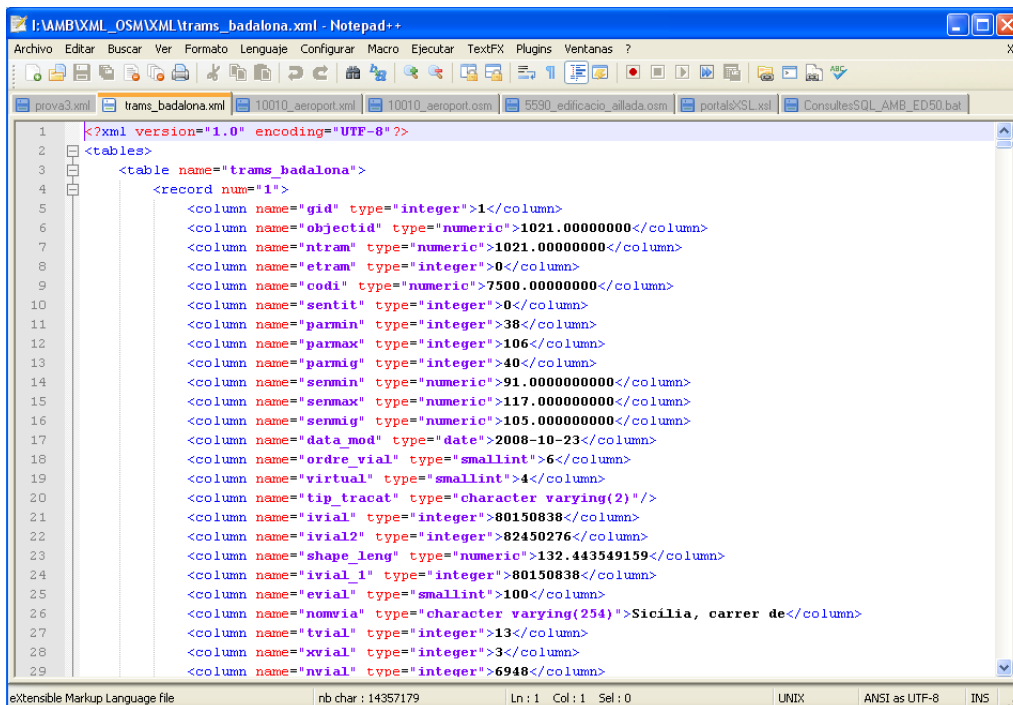 I:\AMB\XML_OSM\XML\trams_badalona.xml - Notepad++
Archivo Editar Buscar Ver Formato Lenguaje Configurar Macro Ejecutar TextFX Plugins Ventanas ? X
prova3.xml trams_badalona.xml 10010_aeroport.xml 10010_aeroport.osm 5590_edificacio_aillada.osm portalsXSL.xsl ConsultesSQL_AMB_ED50.bat
1 <?xml version="1.0" encoding="UTF-8"?>
2 <tables>
3 <table name="trams_badalona">
4 <record num="1">
5 <column name="gid" type="integer">1</column>
6 <column name="objectid" type="numeric">1021.00000000</column>
7 <column name="ntram" type="numeric">1021.00000000</column>
8 <column name="etram" type="integer">0</column>
9 <column name="codi" type="numeric">7500.00000000</column>
10 <column name="sentit" type="integer">0</column>
11 <column name="parmin" type="integer">38</column>
12 <column name="parmax" type="integer">106</column>
13 <column name="parmig" type="integer">40</column>
14 <column name="senmin" type="numeric">91.0000000000</column>
15 <column name="senmax" type="numeric">117.000000000</column>
16 <column name="senmig" type="numeric">105.000000000</column>
17 <column name="data_mod" type="date">2008-10-23</column>
18 <column name="ordre_vial" type="smallint">6</column>
19 <column name="virtual" type="smallint">4</column>
20 <column name="tip_tracat" type="character varying(2)"/>
21 <column name="ivial" type="integer">80150838</column>
22 <column name="ivial2" type="integer">82450276</column>
23 <column name="shape_leng" type="numeric">132.443549159</column>
24 <column name="ivial_1" type="integer">80150838</column>
25 <column name="evial" type="smallint">100</column>
26 <column name="nomvia" type="character varying(254)">Sicília, carrer de</column>
27 <column name="tvial" type="integer">13</column>
28 <column name="xvial" type="integer">3</column>
29 <column name="nvial" type="integer">6948</column>
eXtensible Markup Language file nb char : 14357179 Ln : 1 Col : 1 Sel : 0 UNIX ANSI as UTF-8 INS